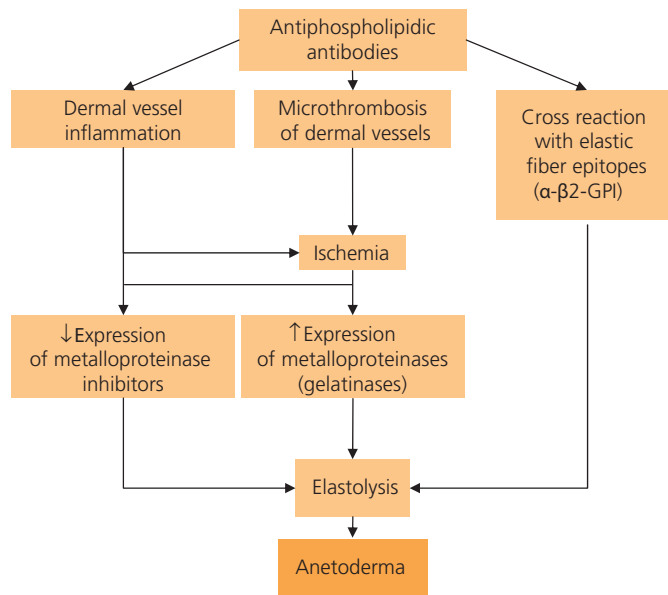 Antiphospholipidic
antibodies
Dermal vessel
inflammation
Microthrombosis
of dermal vessels
Cross reaction
with elastic
fiber epitopes
(α-β2-GPI)
Ischemia
↓Expression
of metalloproteinase
inhibitors
↑Expression
of metalloproteinases
(gelatinases)
Elastolysis
Anetoderma